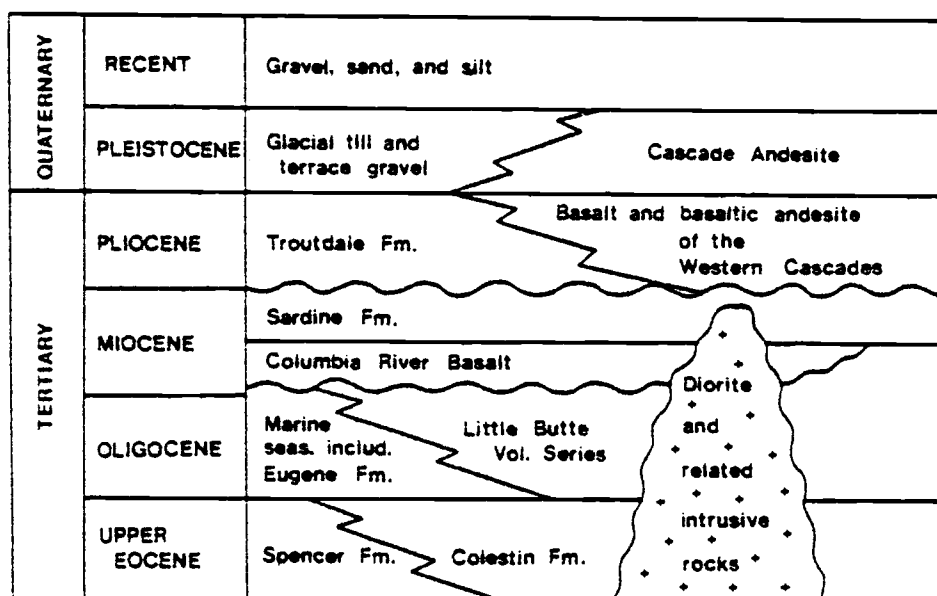 QUATERNARY
RECENT
Gravel, sand, and silt
PLEISTOCENE
Glacial till and
terrace gravel
Cascade Andesite
TERTIARY
PLIOCENE
Troutdale Fm.
Basalt and basaltic andesite
of the
Western Cascades
MIOCENE
Sardine Fm.
Columbia River Basalt
OLIGOCENE
Marine
seas. includ.
Eugene Fm.
Little Butte
Vol. Series
UPPER
EOCENE
Spencer Fm.
Colestin Fm.
Diorite
and
related
intrusive
rocks